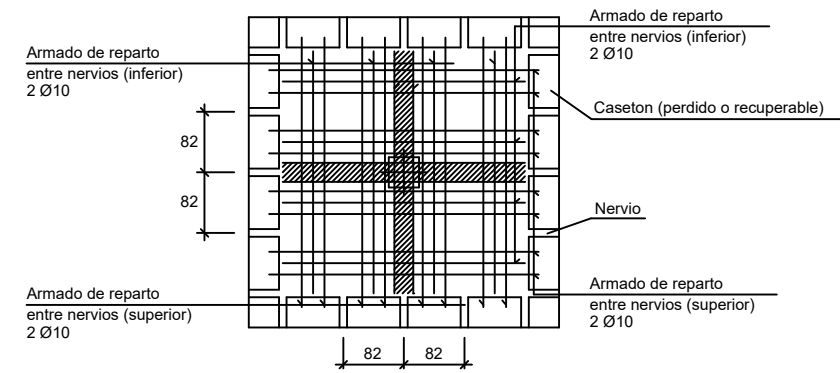 Armado de reparto
entre nervios (inferior)
2 Ø10
Armado de reparto
entre nervios (inferior)
2 Ø10
Caseton (perdido o recuperable)
82
82
Nervio
Armado de reparto
entre nervios (superior)
2 Ø10
Armado de reparto
entre nervios (superior)
2 Ø10
82
82